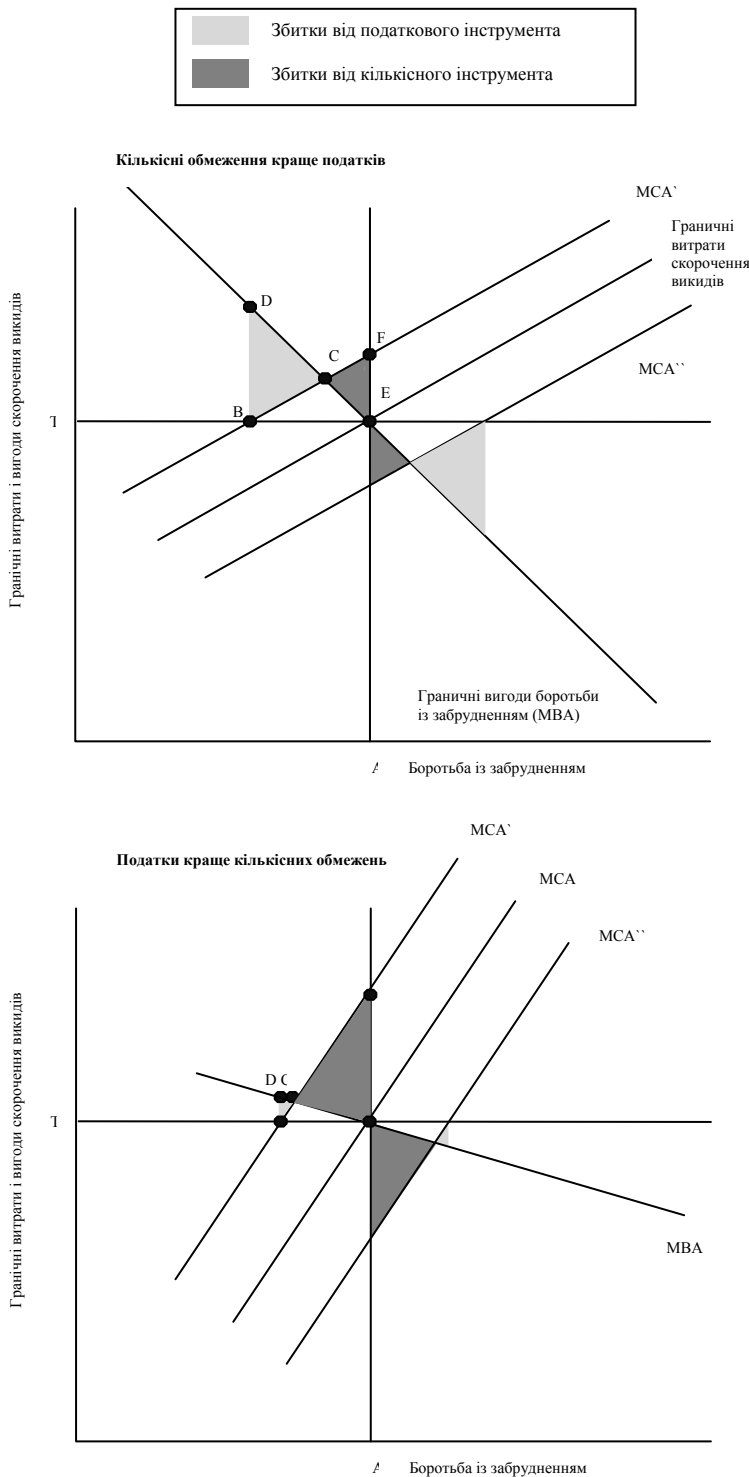 Збитки від податкового інструмента
Збитки від кількісного інструмента
Кількісні обмеження краще податків
MCA`
Граничні
витрати
скорочення
викидів
D
F
C
MCA``
B
E
Гранічні витрати і вигоди скорочення викидів
Граничні вигоди боротьби
із забрудненням (MBA)
Боротьба із забрудненням
MCA`
Податки краще кількісних обмежень
MCA
MCA``
D
Гранічні витрати і вигоди скорочення викидів
MBA
Боротьба із забрудненням